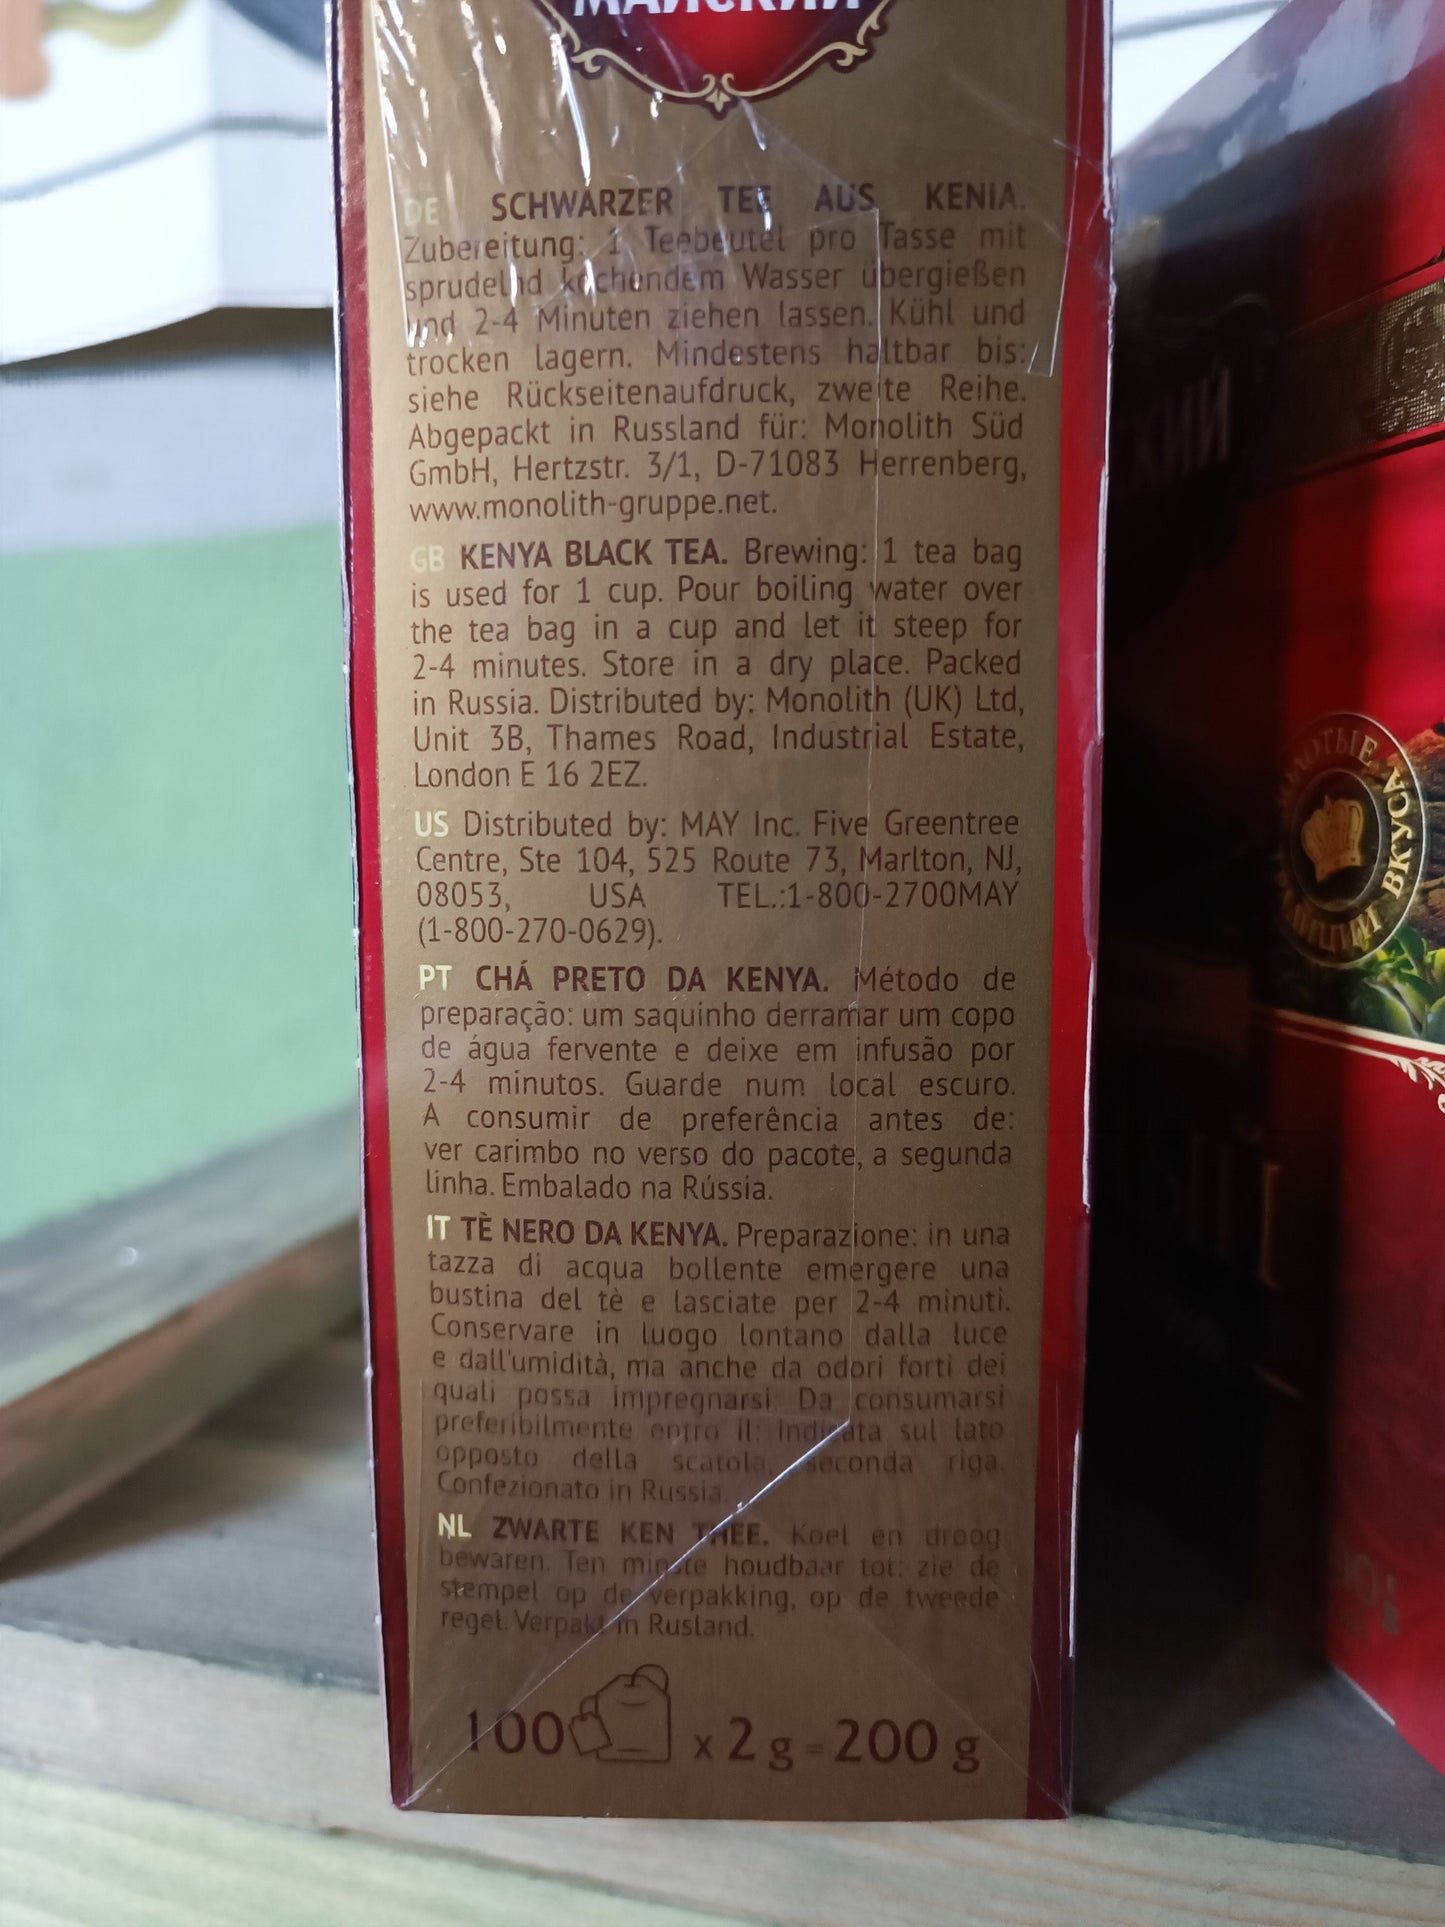 МАЙСКИЙ
DE SCHWARZER TEE AUS KENIA.
Zubereitung: 1 Teebeutel pro Tasse mit
sprudelnd kochendem Wasser übergießen
und 2-4 Minuten ziehen lassen. Kühl und
trocken lagern. Mindestens haltbar bis:
siehe Rückseitenaufdruck, zweite Reihe.
Abgepackt in Russland für: Monolith Süd
GmbH, Hertzstr. 3/1, D-71083 Herrenberg,
www.monolith-gruppe.net.
GB KENYA BLACK TEA. Brewing: 1 tea bag
is used for 1 cup. Pour boiling water over
the tea bag in a cup and let it steep for
2-4 minutes. Store in a dry place. Packed
in Russia. Distributed by: Monolith (UK) Ltd,
Unit 3B, Thames Road, Industrial Estate,
London E 16 2EZ.
US Distributed by: MAY Inc. Five Greentree
Centre, Ste 104, 525 Route 73, Marlton, NJ,
08053, USA TEL.:1-800-2700MAY
(1-800-270-0629).
PT CHÁ PRETO DA KENYA. Método de
preparação: um saquinho derramar um copo
de água fervente e deixe em infusão por
2-4 minutos. Guarde num local escuro.
A consumir de preferência antes de:
ver carimbo no verso do pacote, a segunda
linha. Embalado na Rússia.
IT TÈ NERO DA KENYA. Preparazione: in una
tazza di acqua bollente emergere una
bustina del tè e lasciate per 2-4 minuti.
Conservare in luogo lontano dalla luce
e dall'umidità, ma anche da odori forti dei
quali possa impregnarsi. Da consumarsi
preferibilmente entro il: indicata sul lato
opposto della scatola, seconda riga.
Confezionato in Russia.
NL ZWARTE KEN THEE. Koel en droog
bewaren. Ten minste houdbaar tot: zie de
stempel op de verpakking, op de tweede
regel. Verpakt in Rusland.
100 x 2 g = 200 g
ВКУСА